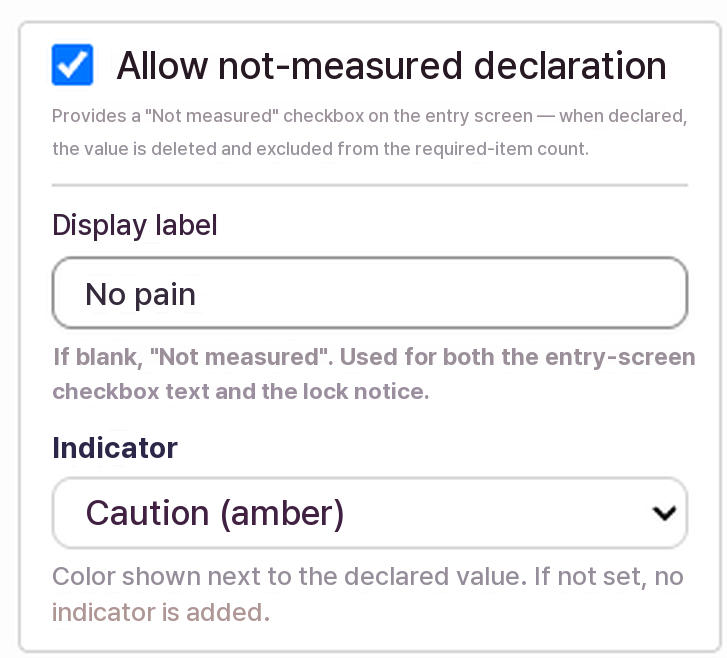 Allow not-measured declaration
Provides a "Not measured" checkbox on the entry screen — when declared,
the value is deleted and excluded from the required-item count.
Display label
No pain
If blank, "Not measured". Used for both the entry-screen
checkbox text and the lock notice.
Indicator
Caution (amber)
Color shown next to the declared value. If not set, no
indicator is added.